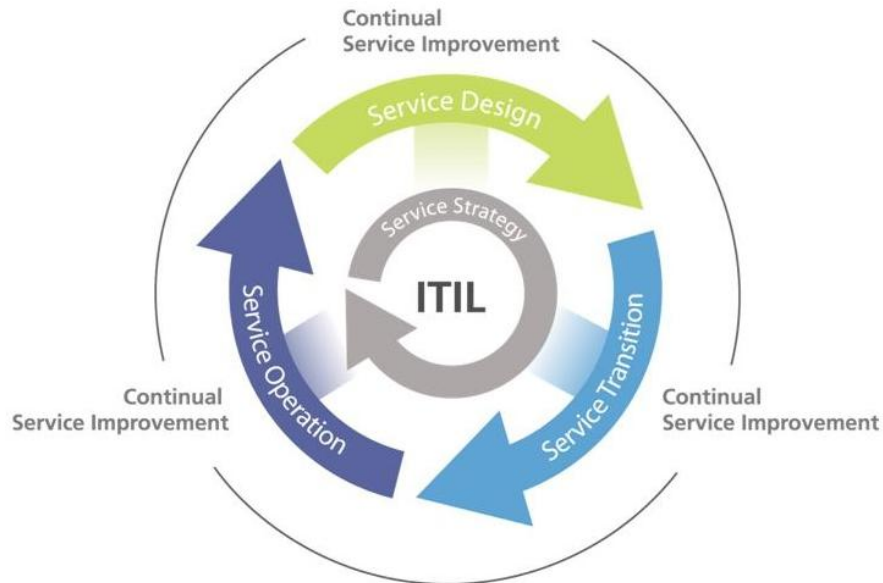 Continual
Service Improvement
Service Design
Service Strategy
ITIL
Service Operation
Service Transition
Continual
Service Improvement
Continual
Service Improvement